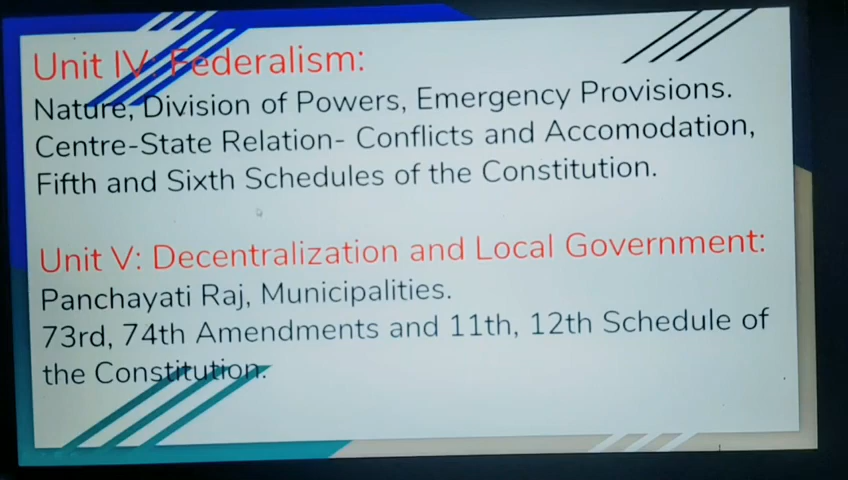 Unit IV: Federalism:
Nature, Division of Powers, Emergency Provisions.
Centre-State Relation- Conflicts and Accomodation,
Fifth and Sixth Schedules of the Constitution.
Unit V: Decentralization and Local Government:
Panchayati Raj, Municipalities.
73rd, 74th Amendments and 11th, 12th Schedule of
the Constitution.